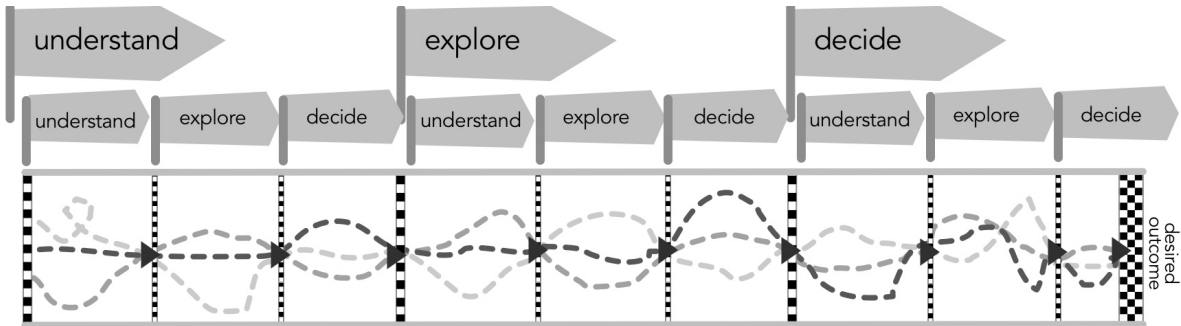 understand
explore
decide
understand
explore
decide
understand
explore
decide
understand
explore
decide
desired
outcome